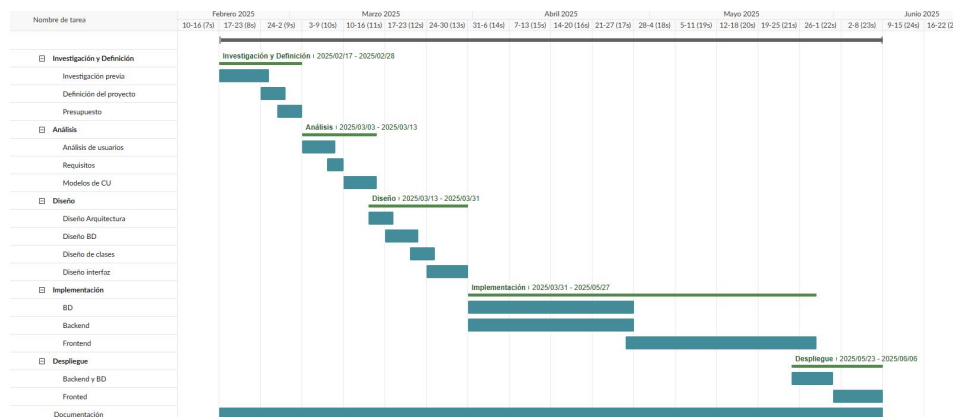 Nombre de tarea
Febrero 2025 Marzo 2025 Abril 2025 Mayo 2025 Junio 2025
10-16 (7s) 17-23 (8s) 24-2 (9s) 3-9 (10s) 10-16 (11s) 17-23 (12s) 24-30 (13s) 31-6 (14s) 7-13 (15s) 14-20 (16s) 21-27 (17s) 28-4 (18s) 5-11 (19s) 12-18 (20s) 19-25 (21s) 26-1 (22s) 2-8 (23s) 9-15 (24s) 16-22 (2
Investigación y Definición Investigación y Definición : 2025/02/17 - 2025/02/28
Investigación previa
Definición del proyecto
Presupuesto
Análisis Análisis : 2025/03/03 - 2025/03/13
Análisis de usuarios
Requisitos
Modelos de CU
Diseño Diseño : 2025/03/13 - 2025/03/31
Diseño Arquitectura
Diseño BD
Diseño de clases
Diseño interfaz
Implementación Implementación : 2025/03/31 - 2025/05/27
BD
Backend
Frontend
Despliegue Despliegue : 2025/05/23 - 2025/06/06
Backend y BD
Fronted
Documentación